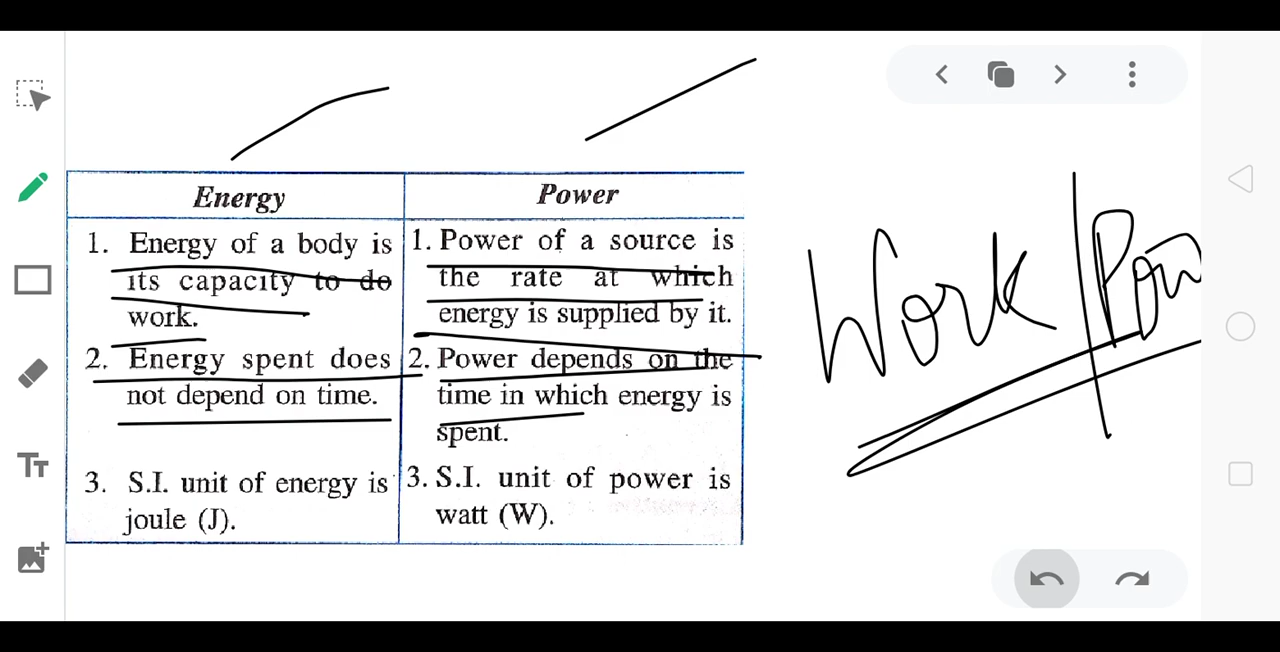 Energy
Power
1. Energy of a body is
its capacity to do
work.
1. Power of a source is
the rate at which
energy is supplied by it.
2. Energy spent does
not depend on time.
2. Power depends on the
time in which energy is
spent.
3. S.I. unit of energy is
joule (J).
3. S.I. unit of power is
watt (W).
Work/Pow
TT